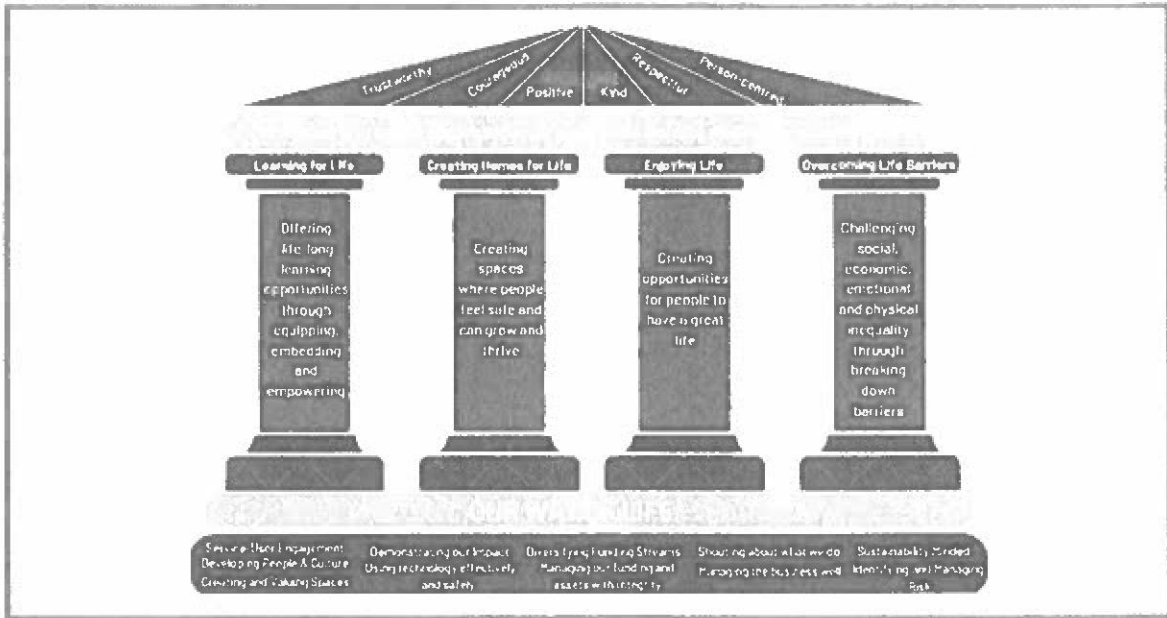 Trustworthy
Courageous
Positive
Kind
Respectful
Person-centred
Learning for Life
Creating Homes for Life
Enjoying Life
Overcoming Life Barriers
Offering
life-long
learning
opportunities
through
equipping,
embedding
and
empowering
Creating
spaces
where people
feel safe and
can grow and
thrive
Creating
opportunities
for people to
have a great
life
Challenging
social,
economic,
emotional
and physical
inequality
through
breaking
down
barriers
Service-User Engagement
Developing People & Culture
Creating and Valuing Spaces
Demonstrating our Impact
Using technology effectively
and safely
Diversifying Funding Streams
Managing our funding and
assets with integrity
Shouting about what we do
Managing the business well
Sustainability Minded
Identifying and Managing
Risk